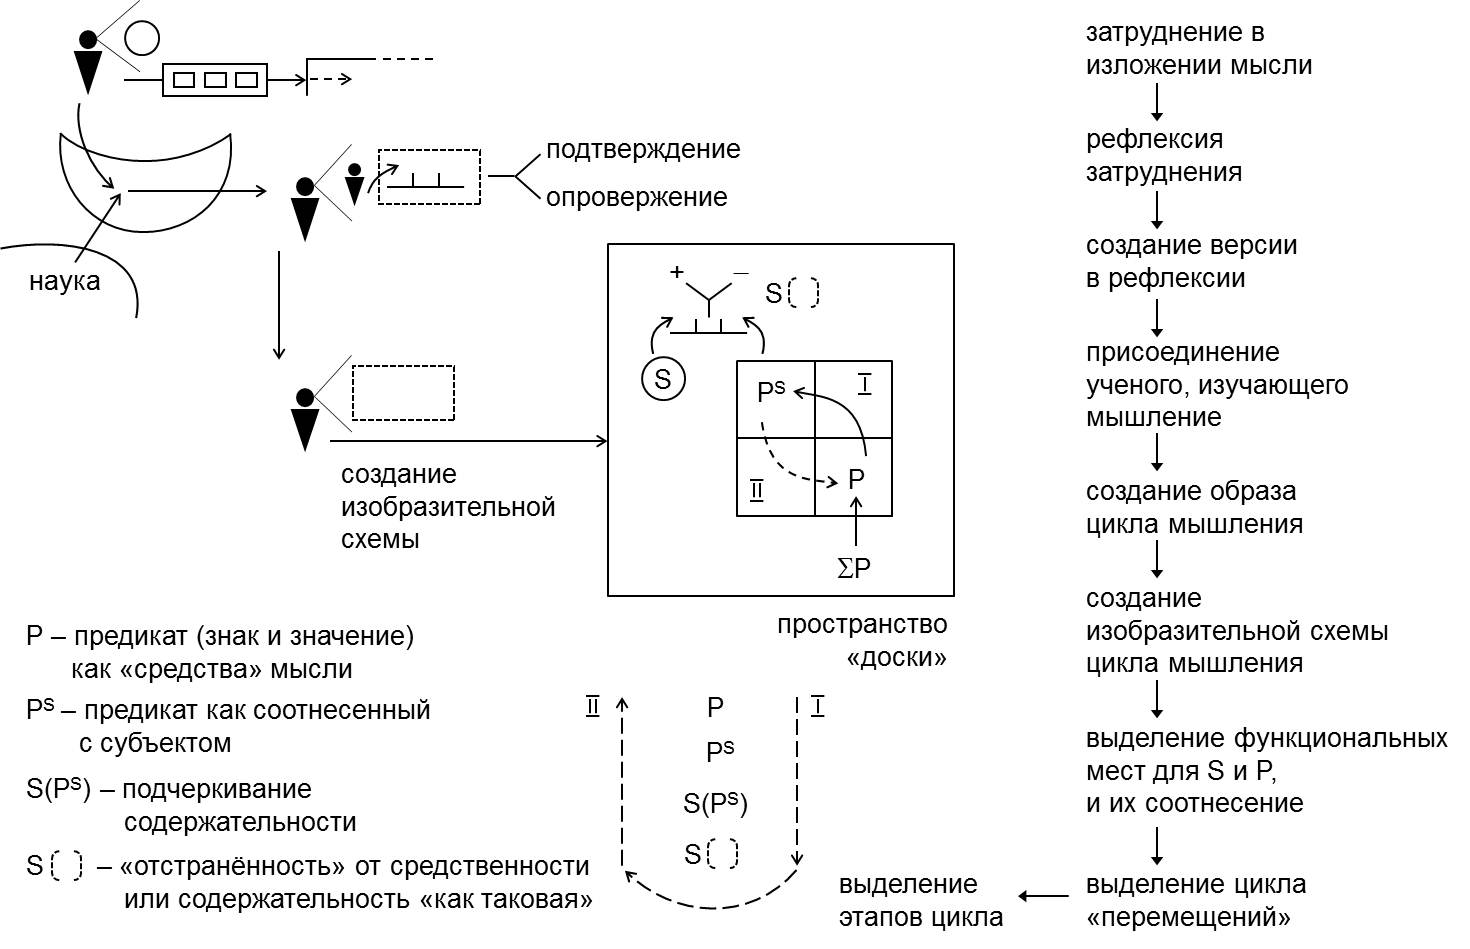 подтверждение
опровержение
наука
+ –
S( )
S
Pˢ
I
II
P
∑P
создание
изобразительной
схемы
пространство
«доски»
P – предикат (знак и значение)
как «средства» мысли
Pˢ – предикат как соотнесенный
с субъектом
S(Pˢ) – подчеркивание
содержательности
S( ) – «отстранённость» от средственности
или содержательность «как таковая»
II
P
I
Pˢ
S(Pˢ)
S( )
затруднение в
изложении мысли
рефлексия
затруднения
создание версии
в рефлексии
присоединение
ученого, изучающего
мышление
создание образа
цикла мышления
создание
изобразительной схемы
цикла мышления
выделение функциональных
мест для S и P,
и их соотнесение
выделение цикла
«перемещений»
выделение
этапов цикла